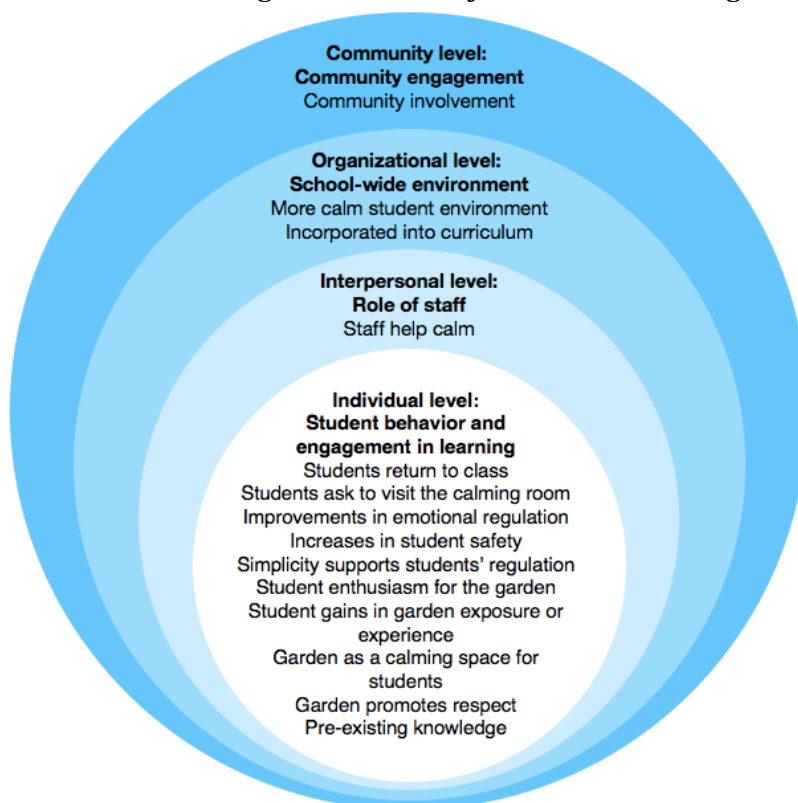 Community level:
Community engagement
Community involvement
Organizational level:
School-wide environment
More calm student environment
Incorporated into curriculum
Interpersonal level:
Role of staff
Staff help calm
Individual level:
Student behavior and
engagement in learning
Students return to class
Students ask to visit the calming room
Improvements in emotional regulation
Increases in student safety
Simplicity supports students’ regulation
Student enthusiasm for the garden
Student gains in garden exposure or
experience
Garden as a calming space for
students
Garden promotes respect
Pre-existing knowledge